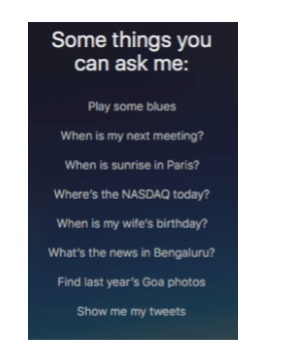 Some things you
can ask me:
Play some blues
When is my next meeting?
When is sunrise in Paris?
Where's the NASDAQ today?
When is my wife's birthday?
What's the news in Bengaluru?
Find last year's Goa photos
Show me my tweets